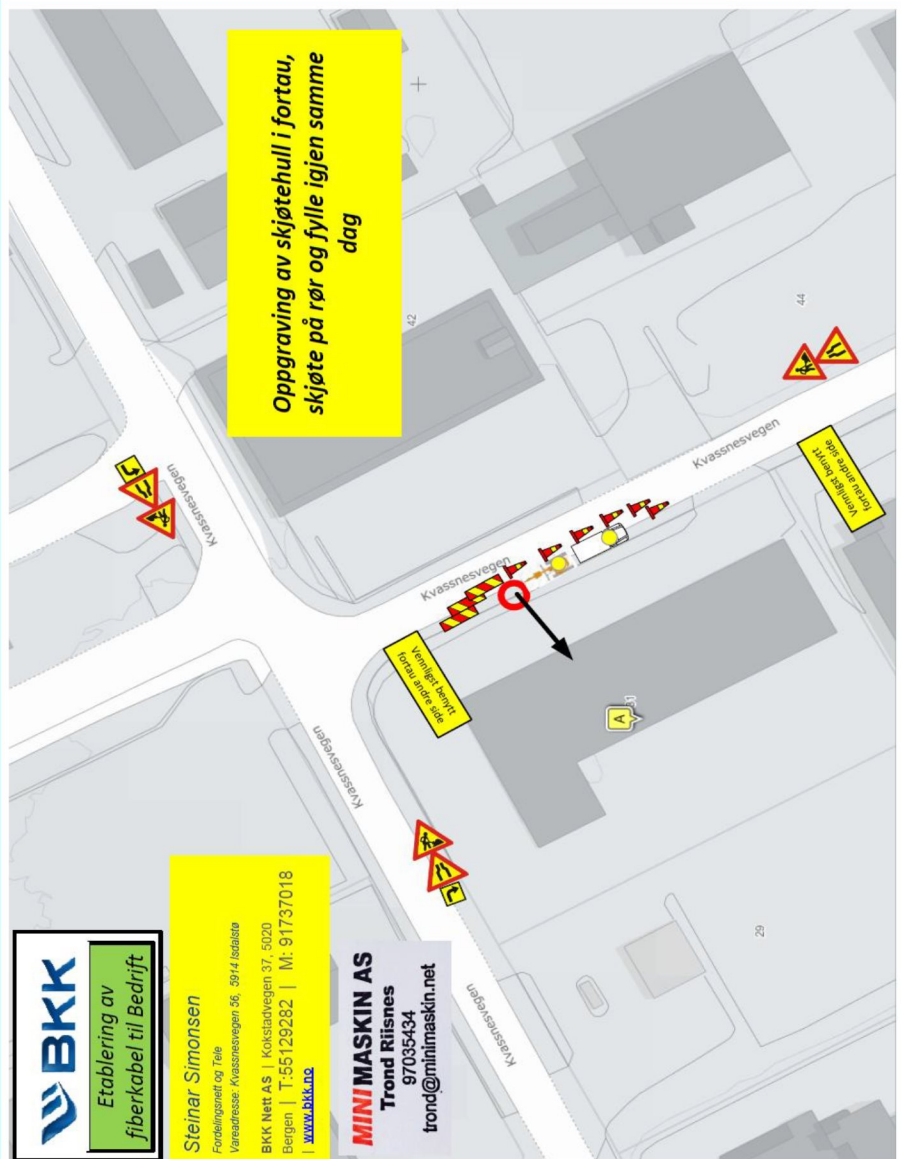 BKK
Etablering av
fiberkabel til Bedrift
Steinar Simonsen
Fordelingsnett og Tele
Vareadresse: Kvassnesvegen 56, 5914 Isdalstø
BKK Nett AS | Kokstadvegen 37, 5020
Bergen | T:55129282 | M: 91737018
| www.bkk.no
MINI MASKIN AS
Trond Riisnes
97035434
trond@minimaskin.net
Oppgraving av skjøtehull i fortau,
skjøte på rør og fylle igjen samme
dag
Kvassnesvegen
Kvassnesvegen
Kvassnesvegen
Kvassnesvegen
Kvassnesvegen
Vennligst benytt
fortau andre side
Vennligst benytt
fortau andre side
A
42
44
29